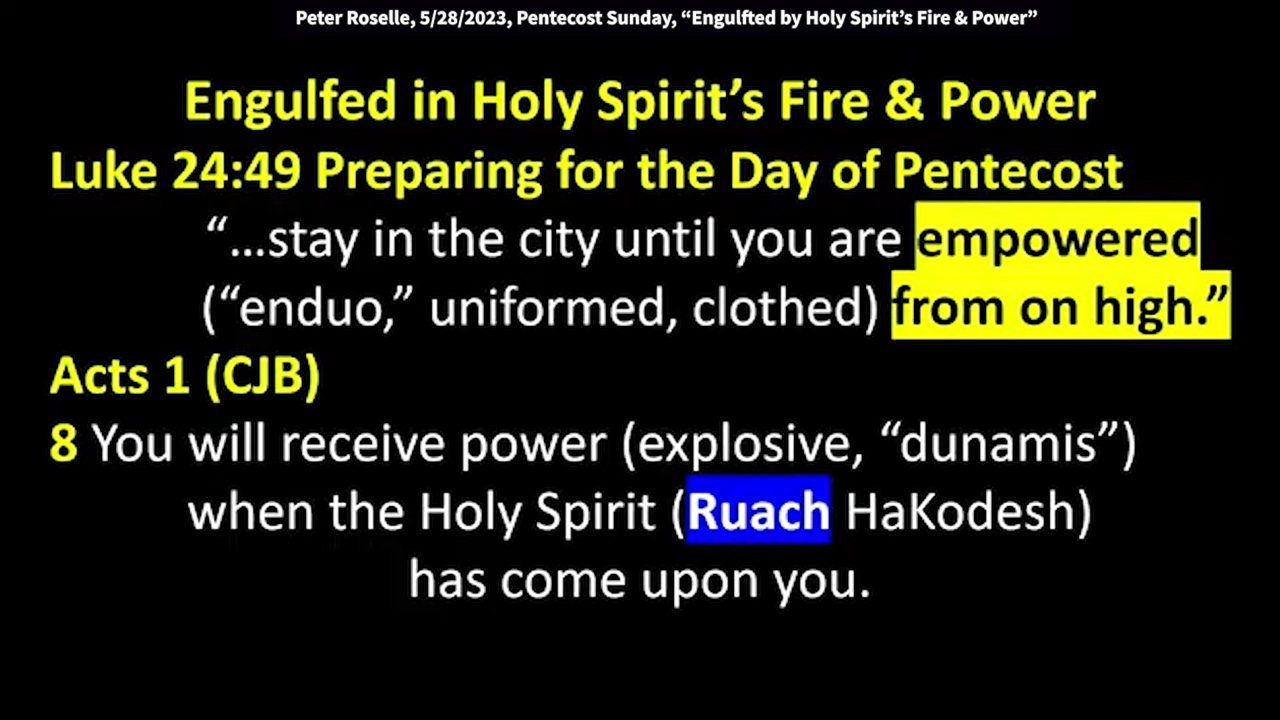 Peter Roselle, 5/28/2023, Pentecost Sunday, “Engulfted by Holy Spirit’s Fire & Power”
Engulfed in Holy Spirit’s Fire & Power
Luke 24:49 Preparing for the Day of Pentecost
“…stay in the city until you are empowered
(“enduo,” uniformed, clothed) from on high.”
Acts 1 (CJB)
8 You will receive power (explosive, “dunamis”)
when the Holy Spirit (Ruach HaKodesh)
has come upon you.